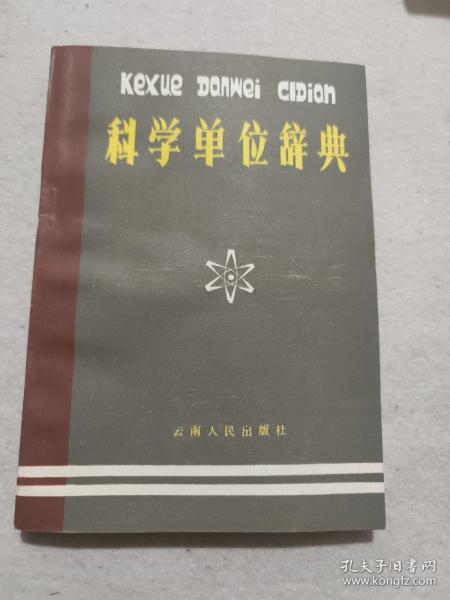 Kexue Danwei Cidian
科学单位辞典
云南人民出版社
孔夫子旧书网
www.kongfz.com